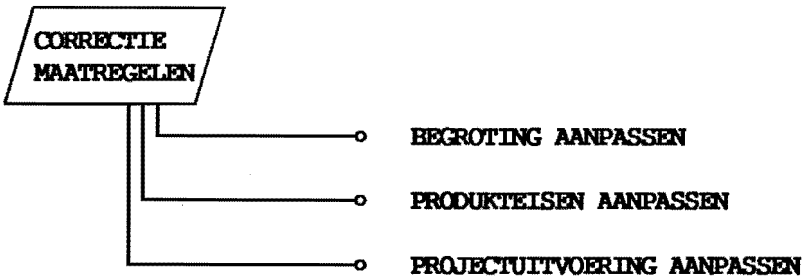 CORRECTIE
MAATREGELEN
BEGROTING AANPASSEN
PRODUKTEISEN AANPASSEN
PROJECTUITVOERING AANPASSEN